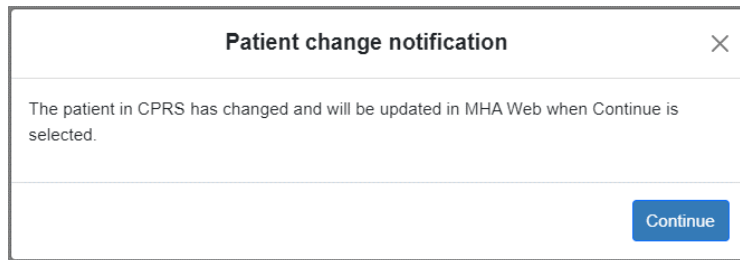 Patient change notification
The patient in CPRS has changed and will be updated in MHA Web when Continue is
selected.
Continue